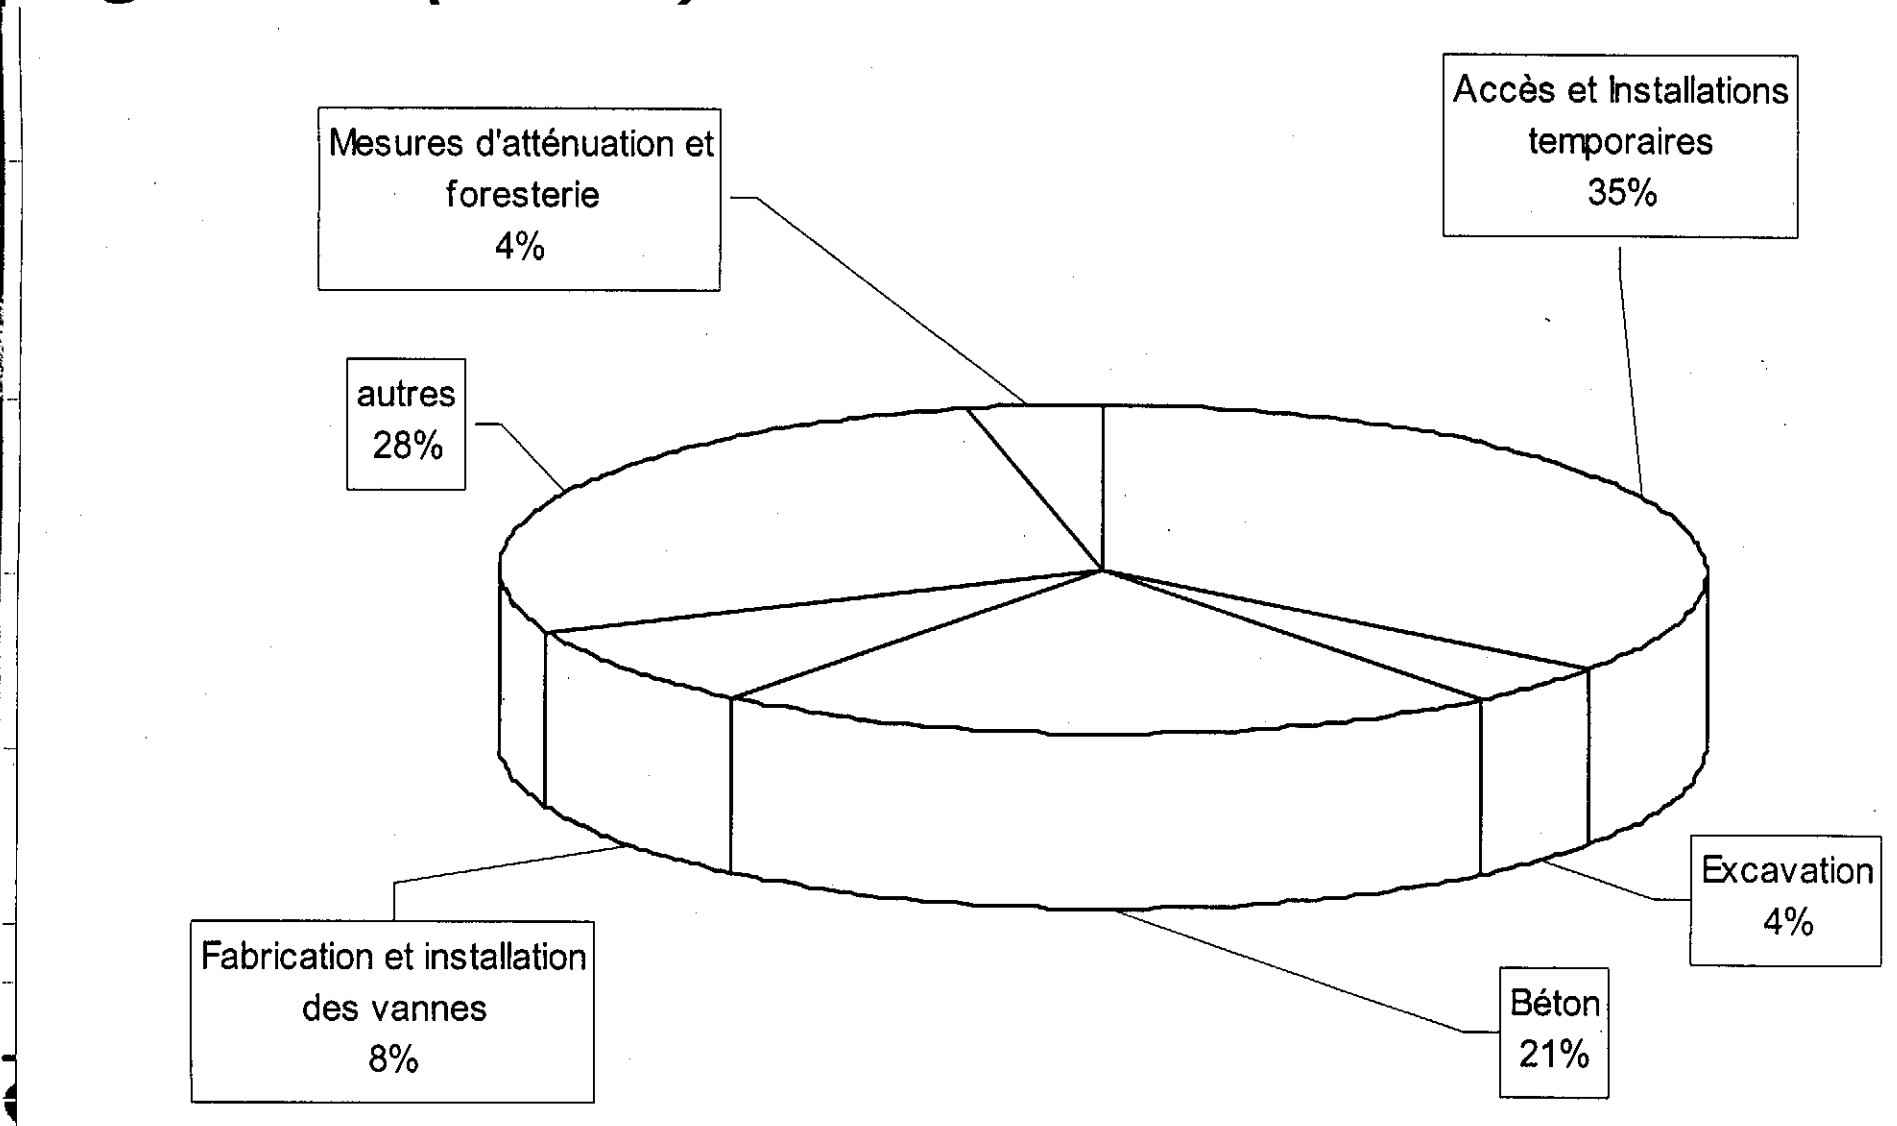 Accès et Installations
temporaires
35%
Mesures d'atténuation et
foresterie
4%
autres
28%
Excavation
4%
Fabrication et installation
des vannes
8%
Béton
21%